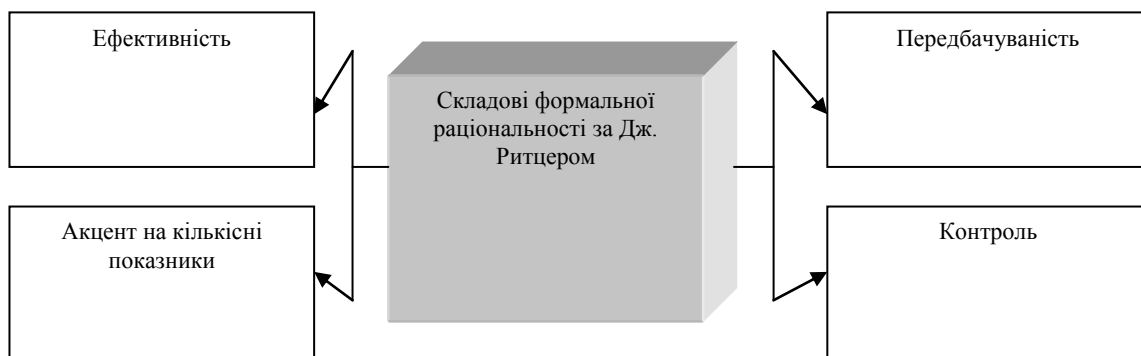 Ефективність
Передбачуваність
Складові формальної
раціональності за Дж.
Ритцером
Акцент на кількісні
показники
Контроль